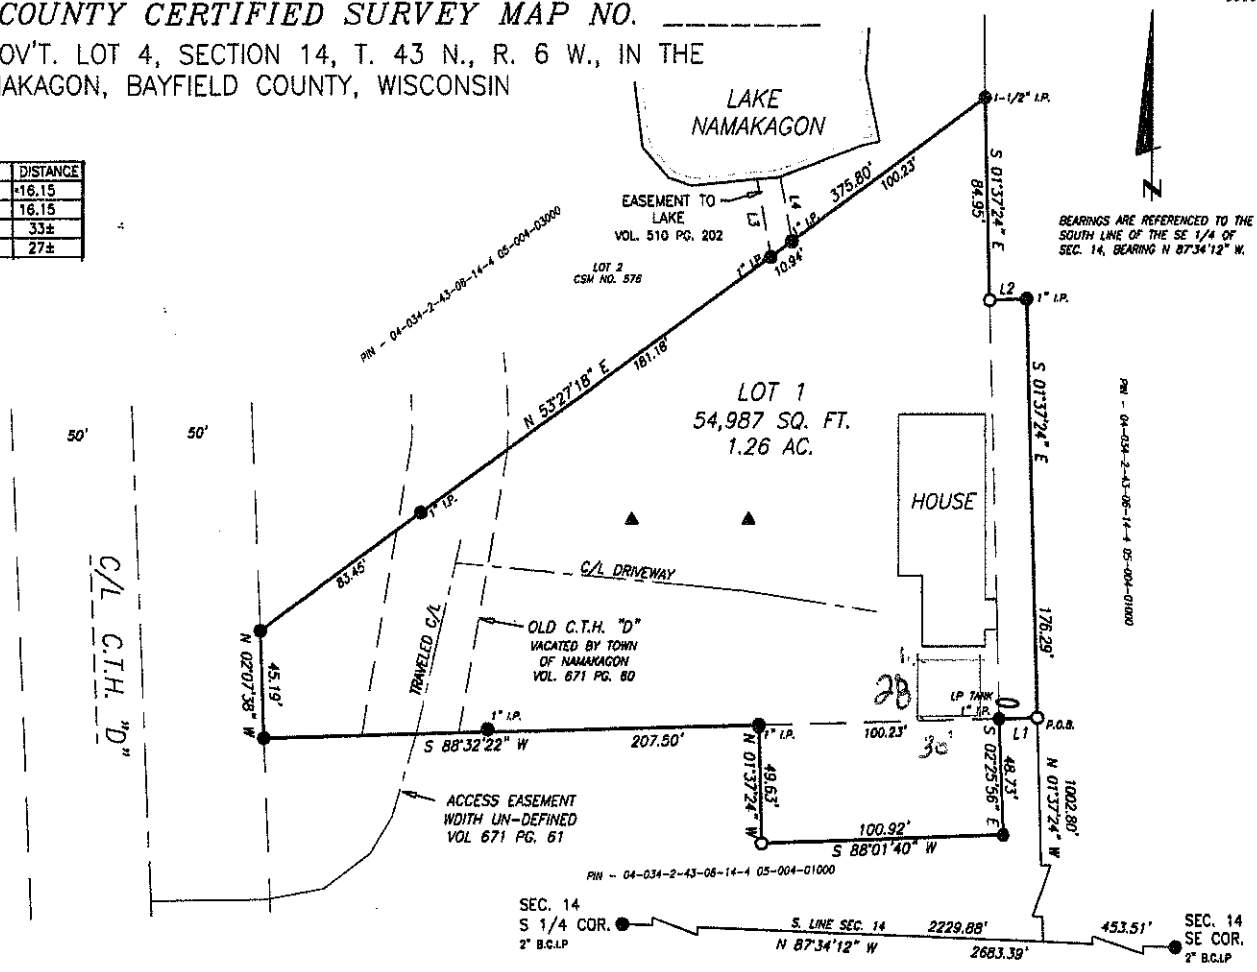 COUNTY CERTIFIED SURVEY MAP NO. ________
OV'T. LOT 4, SECTION 14, T. 43 N., R. 6 W., IN THE
MAKAGON, BAYFIELD COUNTY, WISCONSIN
DISTANCE
16.15
16.15
33±
27±
LAKE
NAMAKAGON
1-1/2" I.P.
N
BEARINGS ARE REFERENCED TO THE
SOUTH LINE OF THE SE 1/4 OF
SEC. 14, BEARING N 87°34'12" W.
EASEMENT TO
LAKE
VOL. 510 PG. 202
L3
L4
1" I.P.
1" I.P.
10.94'
375.80'
100.23'
S 01°37'24" E
84.95'
LOT 2
CSM NO. 576
PIN - 04-034-2-43-06-14-4 05-004-03000
L2
1" I.P.
N 53°27'18" E
181.18'
S 01°37'24" E
176.29'
PIN - 04-034-2-43-06-14-4 05-004-01000
LOT 1
54,987 SQ. FT.
1.26 AC.
50'
50'
HOUSE
1" I.P.
83.45'
C/L DRIVEWAY
C/L C.T.H. "D"
TRAVELED C/L
OLD C.T.H. "D"
VACATED BY TOWN
OF NAMAKAGON
VOL. 671 PG. 60
N 02°07'38" W
45.19'
28
LP TANK
1" I.P.
30'
P.O.B.
L1
1" I.P.
S 88°32'22" W
207.50'
1" I.P.
100.23'
N 01°37'24" W
49.63'
S 02°25'56" E
48.73'
N 01°37'24" W
1002.80'
ACCESS EASEMENT
WDITH UN-DEFINED
VOL 671 PG. 61
100.92'
S 88°01'40" W
PIN - 04-034-2-43-06-14-4 05-004-01000
SEC. 14
S 1/4 COR.
2" B.C.I.P
S. LINE SEC. 14
2229.88'
453.51'
N 87°34'12" W
2683.39'
SEC. 14
SE COR.
2" B.C.I.P